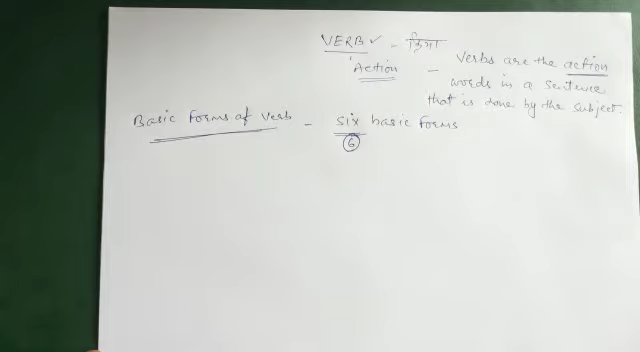 VERB ✓ - क्रिया
'Action - Verbs are the action
words in a sentence
that is done by the subject.
Basic Forms of Verb - six basic Forms
6